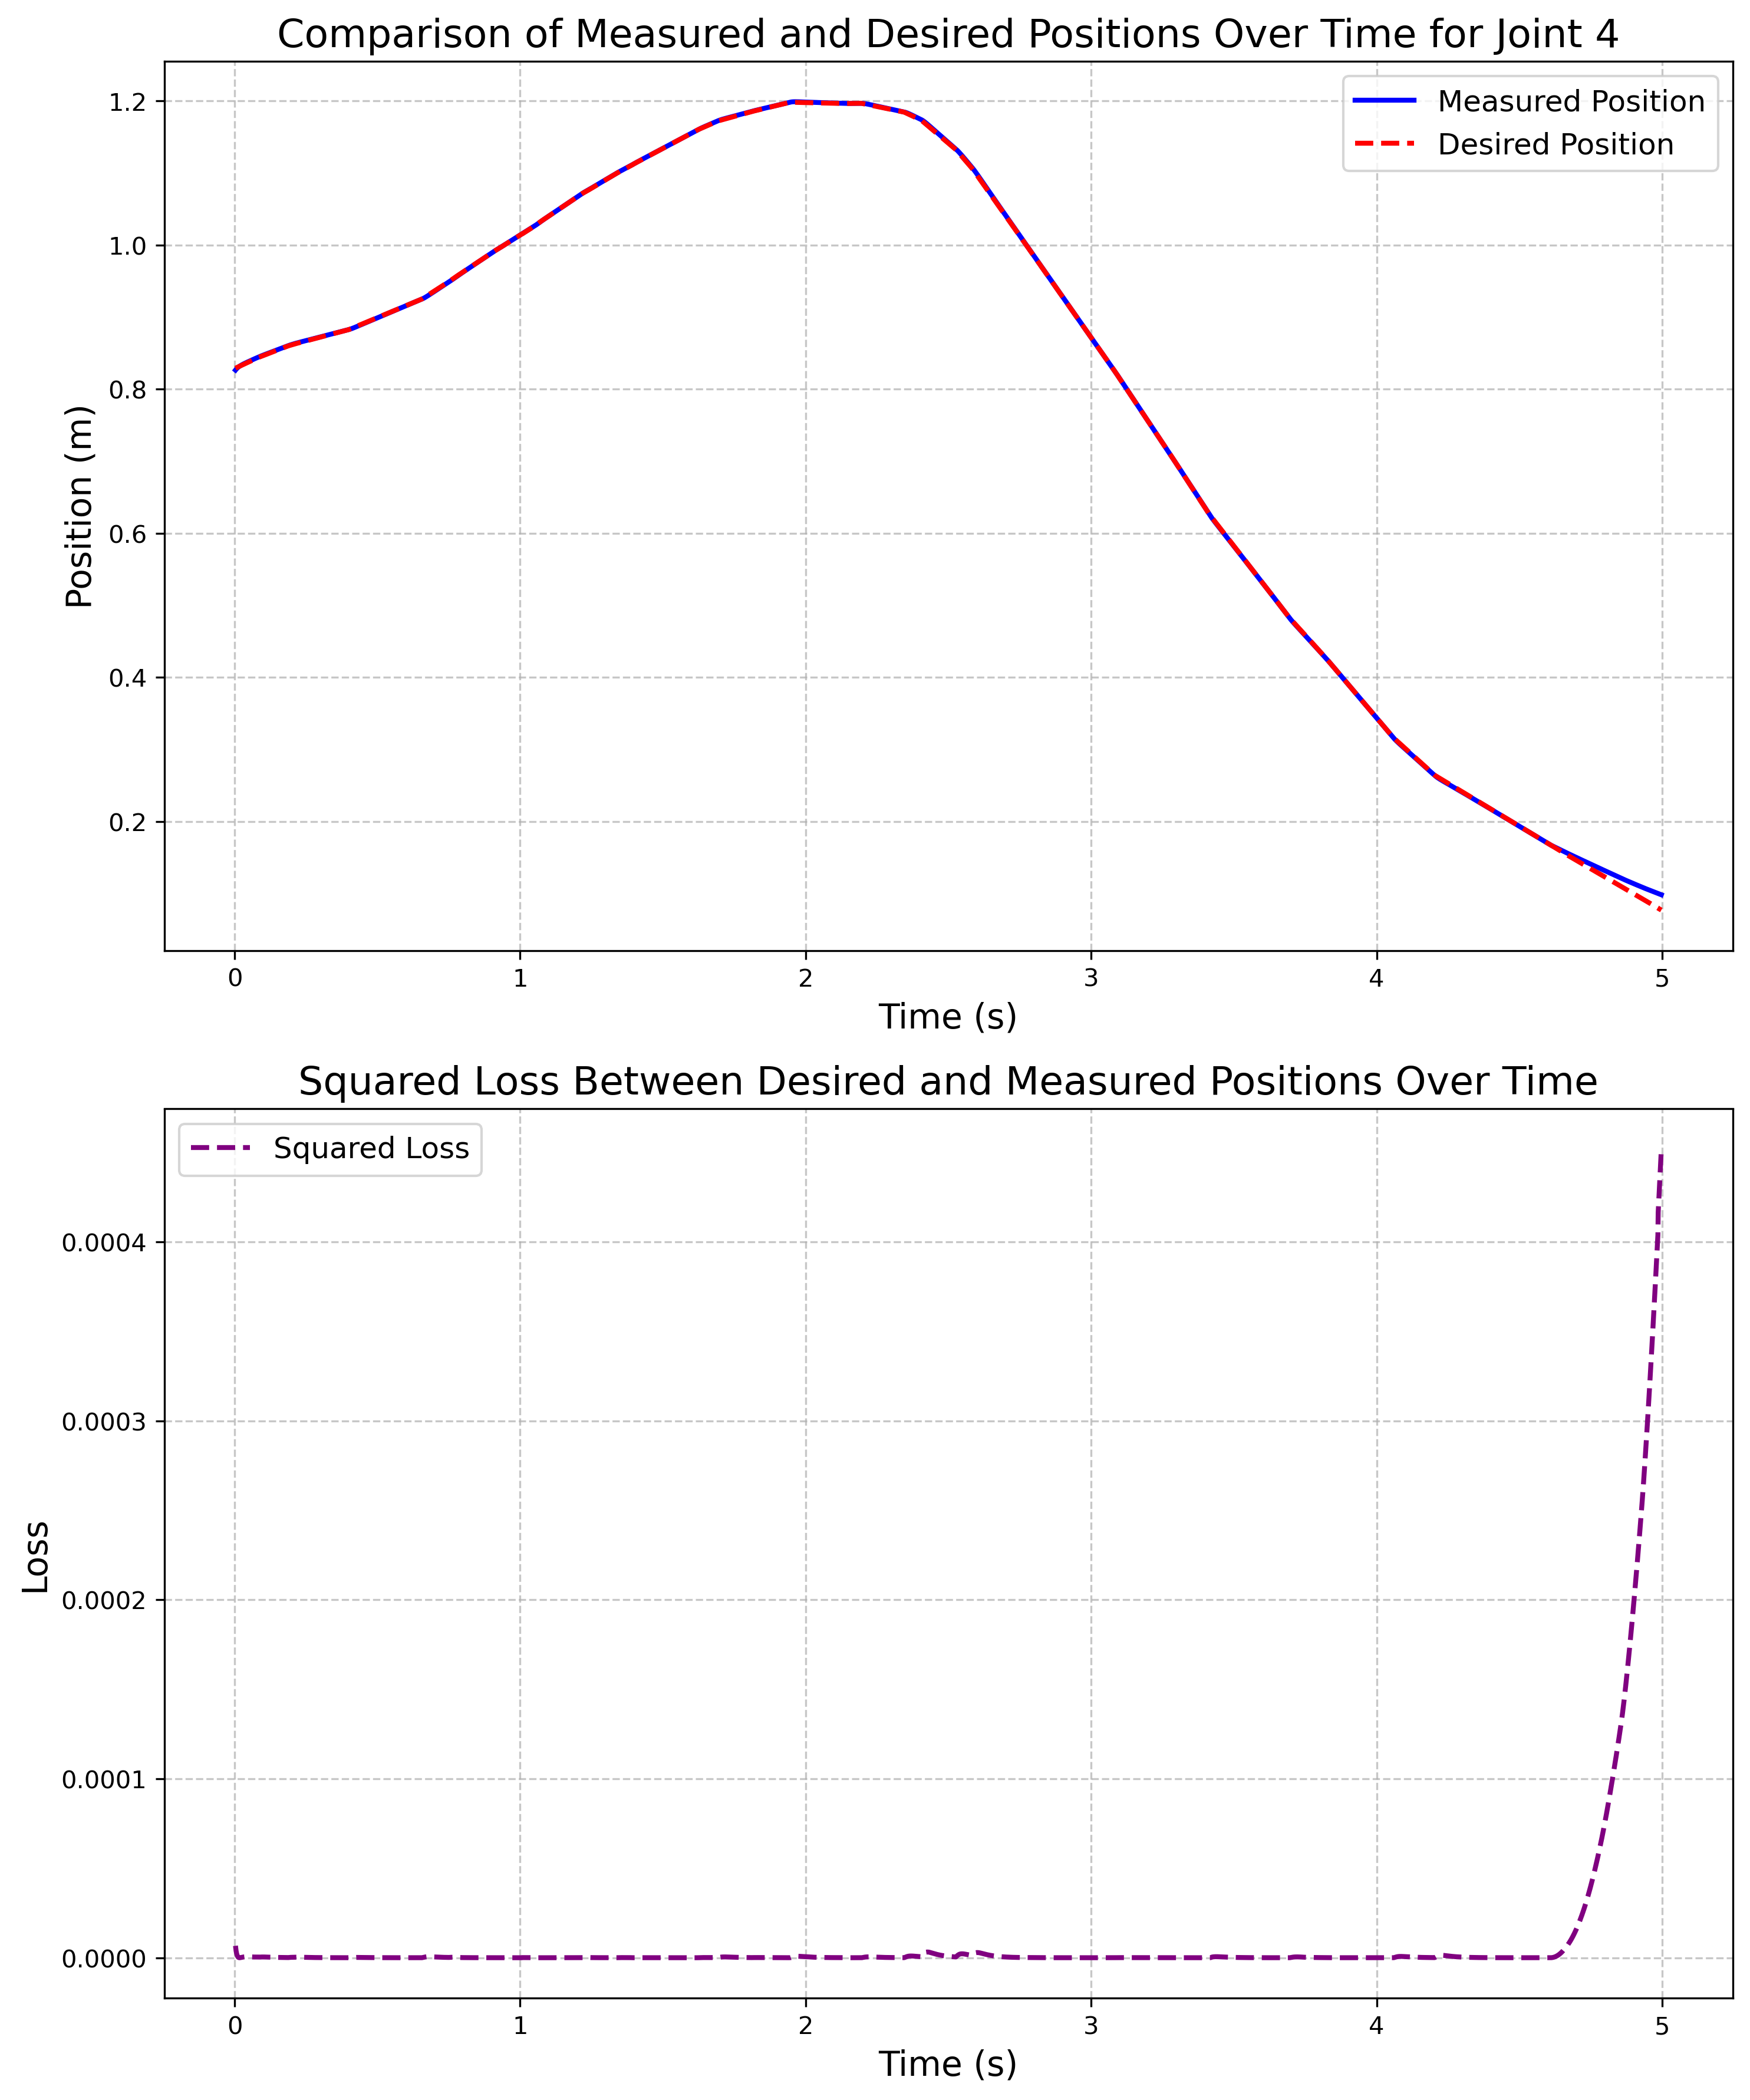 Comparison of Measured and Desired Positions Over Time for Joint 4
Measured Position
Desired Position
Position (m)
1.2
1.0
0.8
0.6
0.4
0.2
0 1 2 3 4 5
Time (s)
Squared Loss Between Desired and Measured Positions Over Time
Squared Loss
Loss
0.0004
0.0003
0.0002
0.0001
0.0000
0 1 2 3 4 5
Time (s)